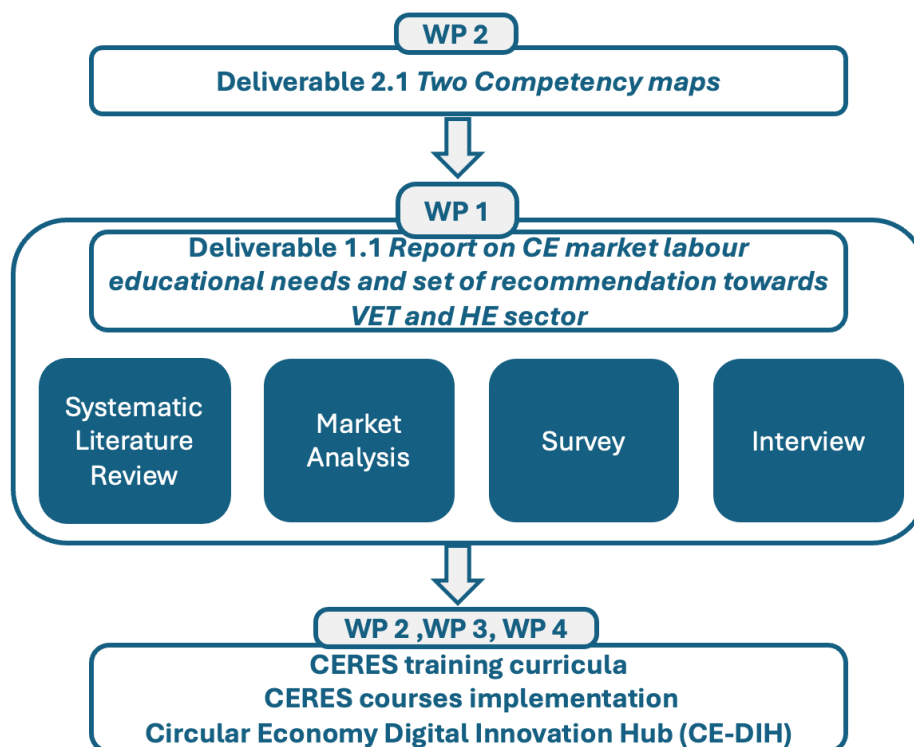 WP 2
Deliverable 2.1 Two Competency maps
WP 1
Deliverable 1.1 Report on CE market labour
educational needs and set of recommendation towards
VET and HE sector
Systematic
Literature
Review
Market
Analysis
Survey
Interview
WP 2 ,WP 3, WP 4
CERES training curricula
CERES courses implementation
Circular Economy Digital Innovation Hub (CE-DIH)